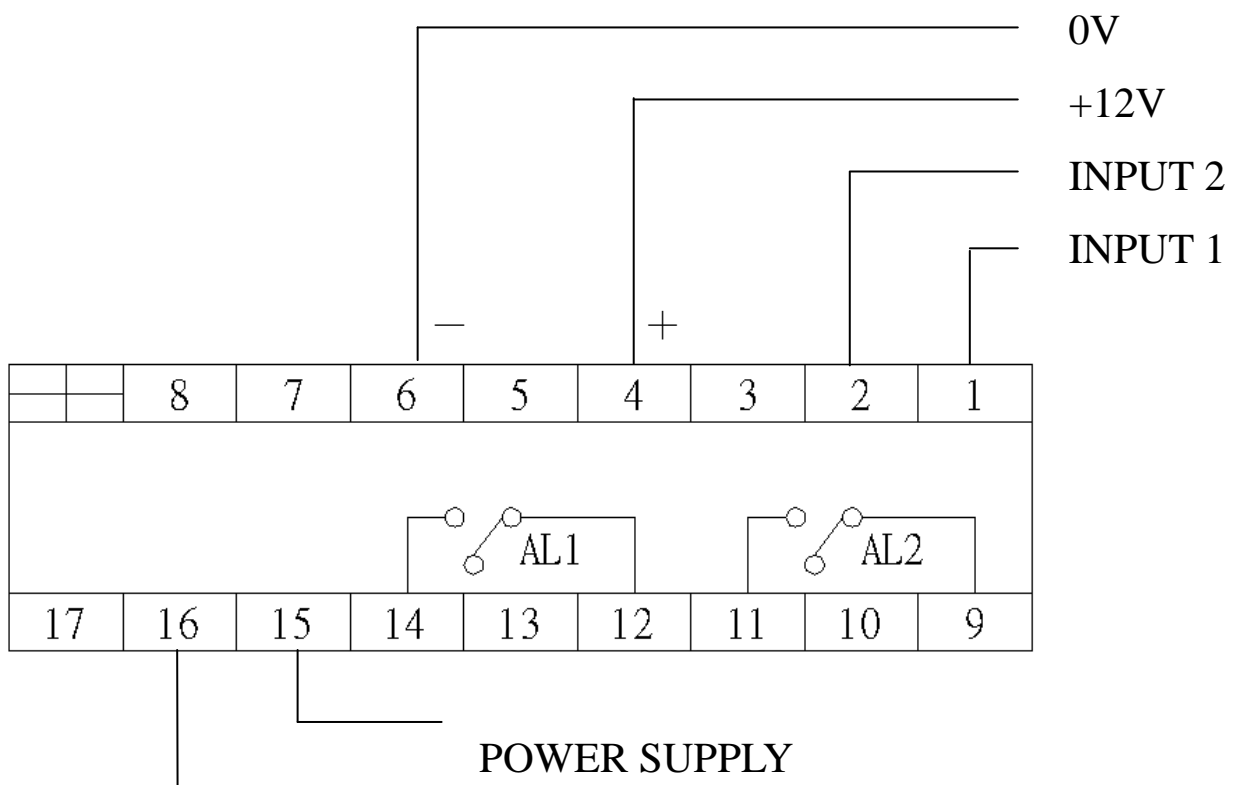 0V
+12V
INPUT 2
INPUT 1
− +
8 7 6 5 4 3 2 1
AL1 AL2
17 16 15 14 13 12 11 10 9
POWER SUPPLY